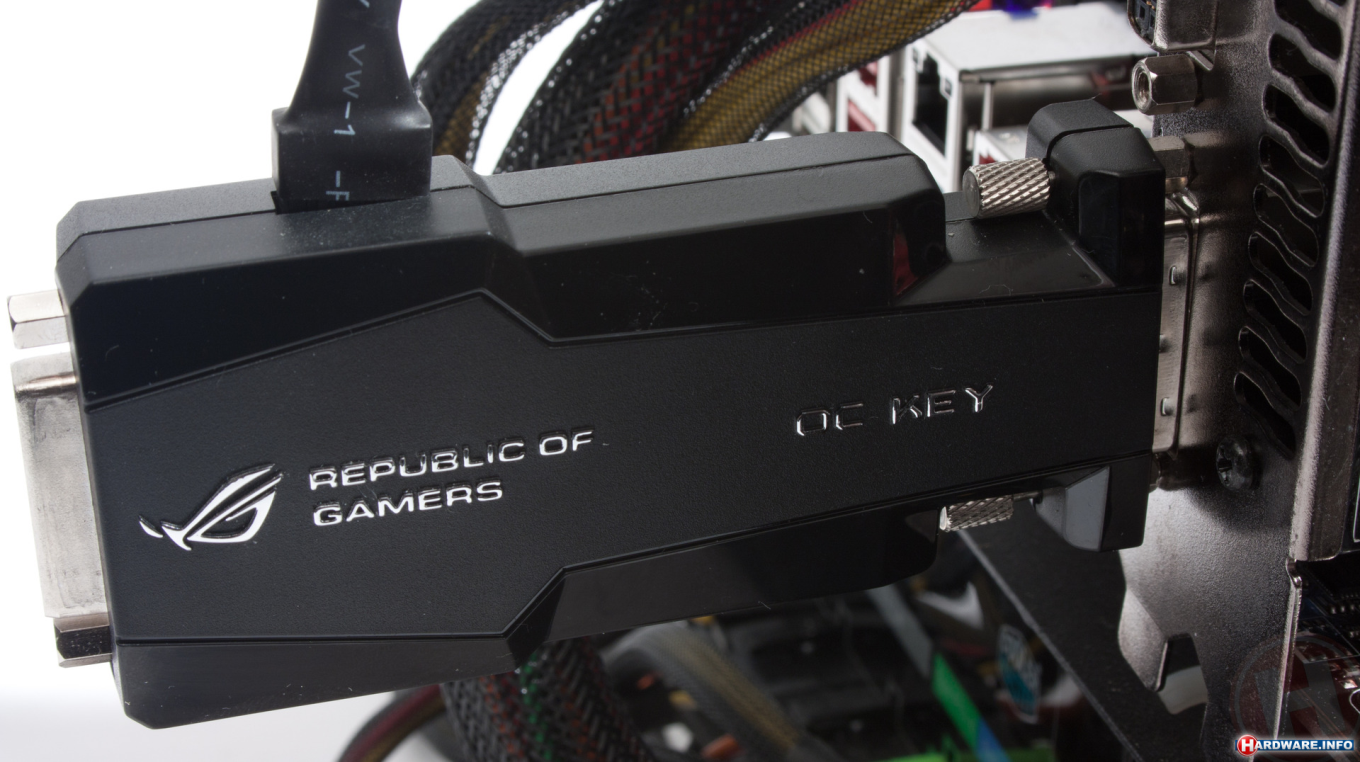 VW-1 -F
REPUBLIC OF
GAMERS
OC KEY
HARDWARE.INFO